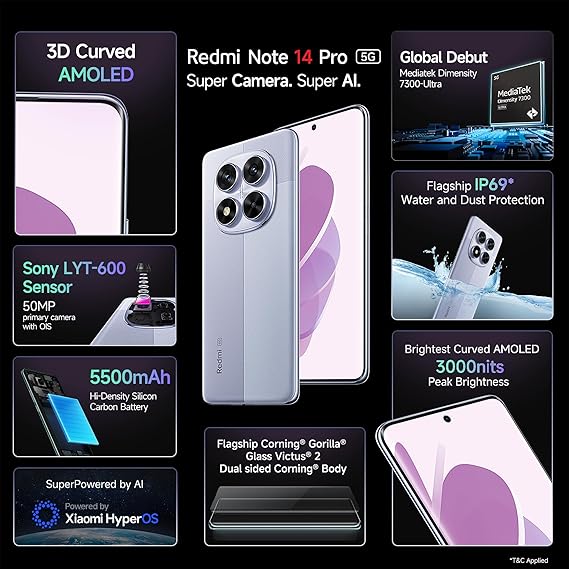 3D Curved
AMOLED
Redmi Note 14 Pro 5G
Super Camera. Super AI.
Global Debut
Mediatek Dimensity
7300-Ultra
5G
MediaTek
Dimensity 7300
Flagship IP69*
Water and Dust Protection
Sony LYT-600
Sensor
50MP
primary camera
with OIS
Redmi 5G
5500mAh
Hi-Density Silicon
Carbon Battery
Brightest Curved AMOLED
3000nits
Peak Brightness
Flagship Corning® Gorilla®
Glass Victus® 2
Dual sided Corning® Body
SuperPowered by AI
Powered by
Xiaomi HyperOS
*T&C Applied